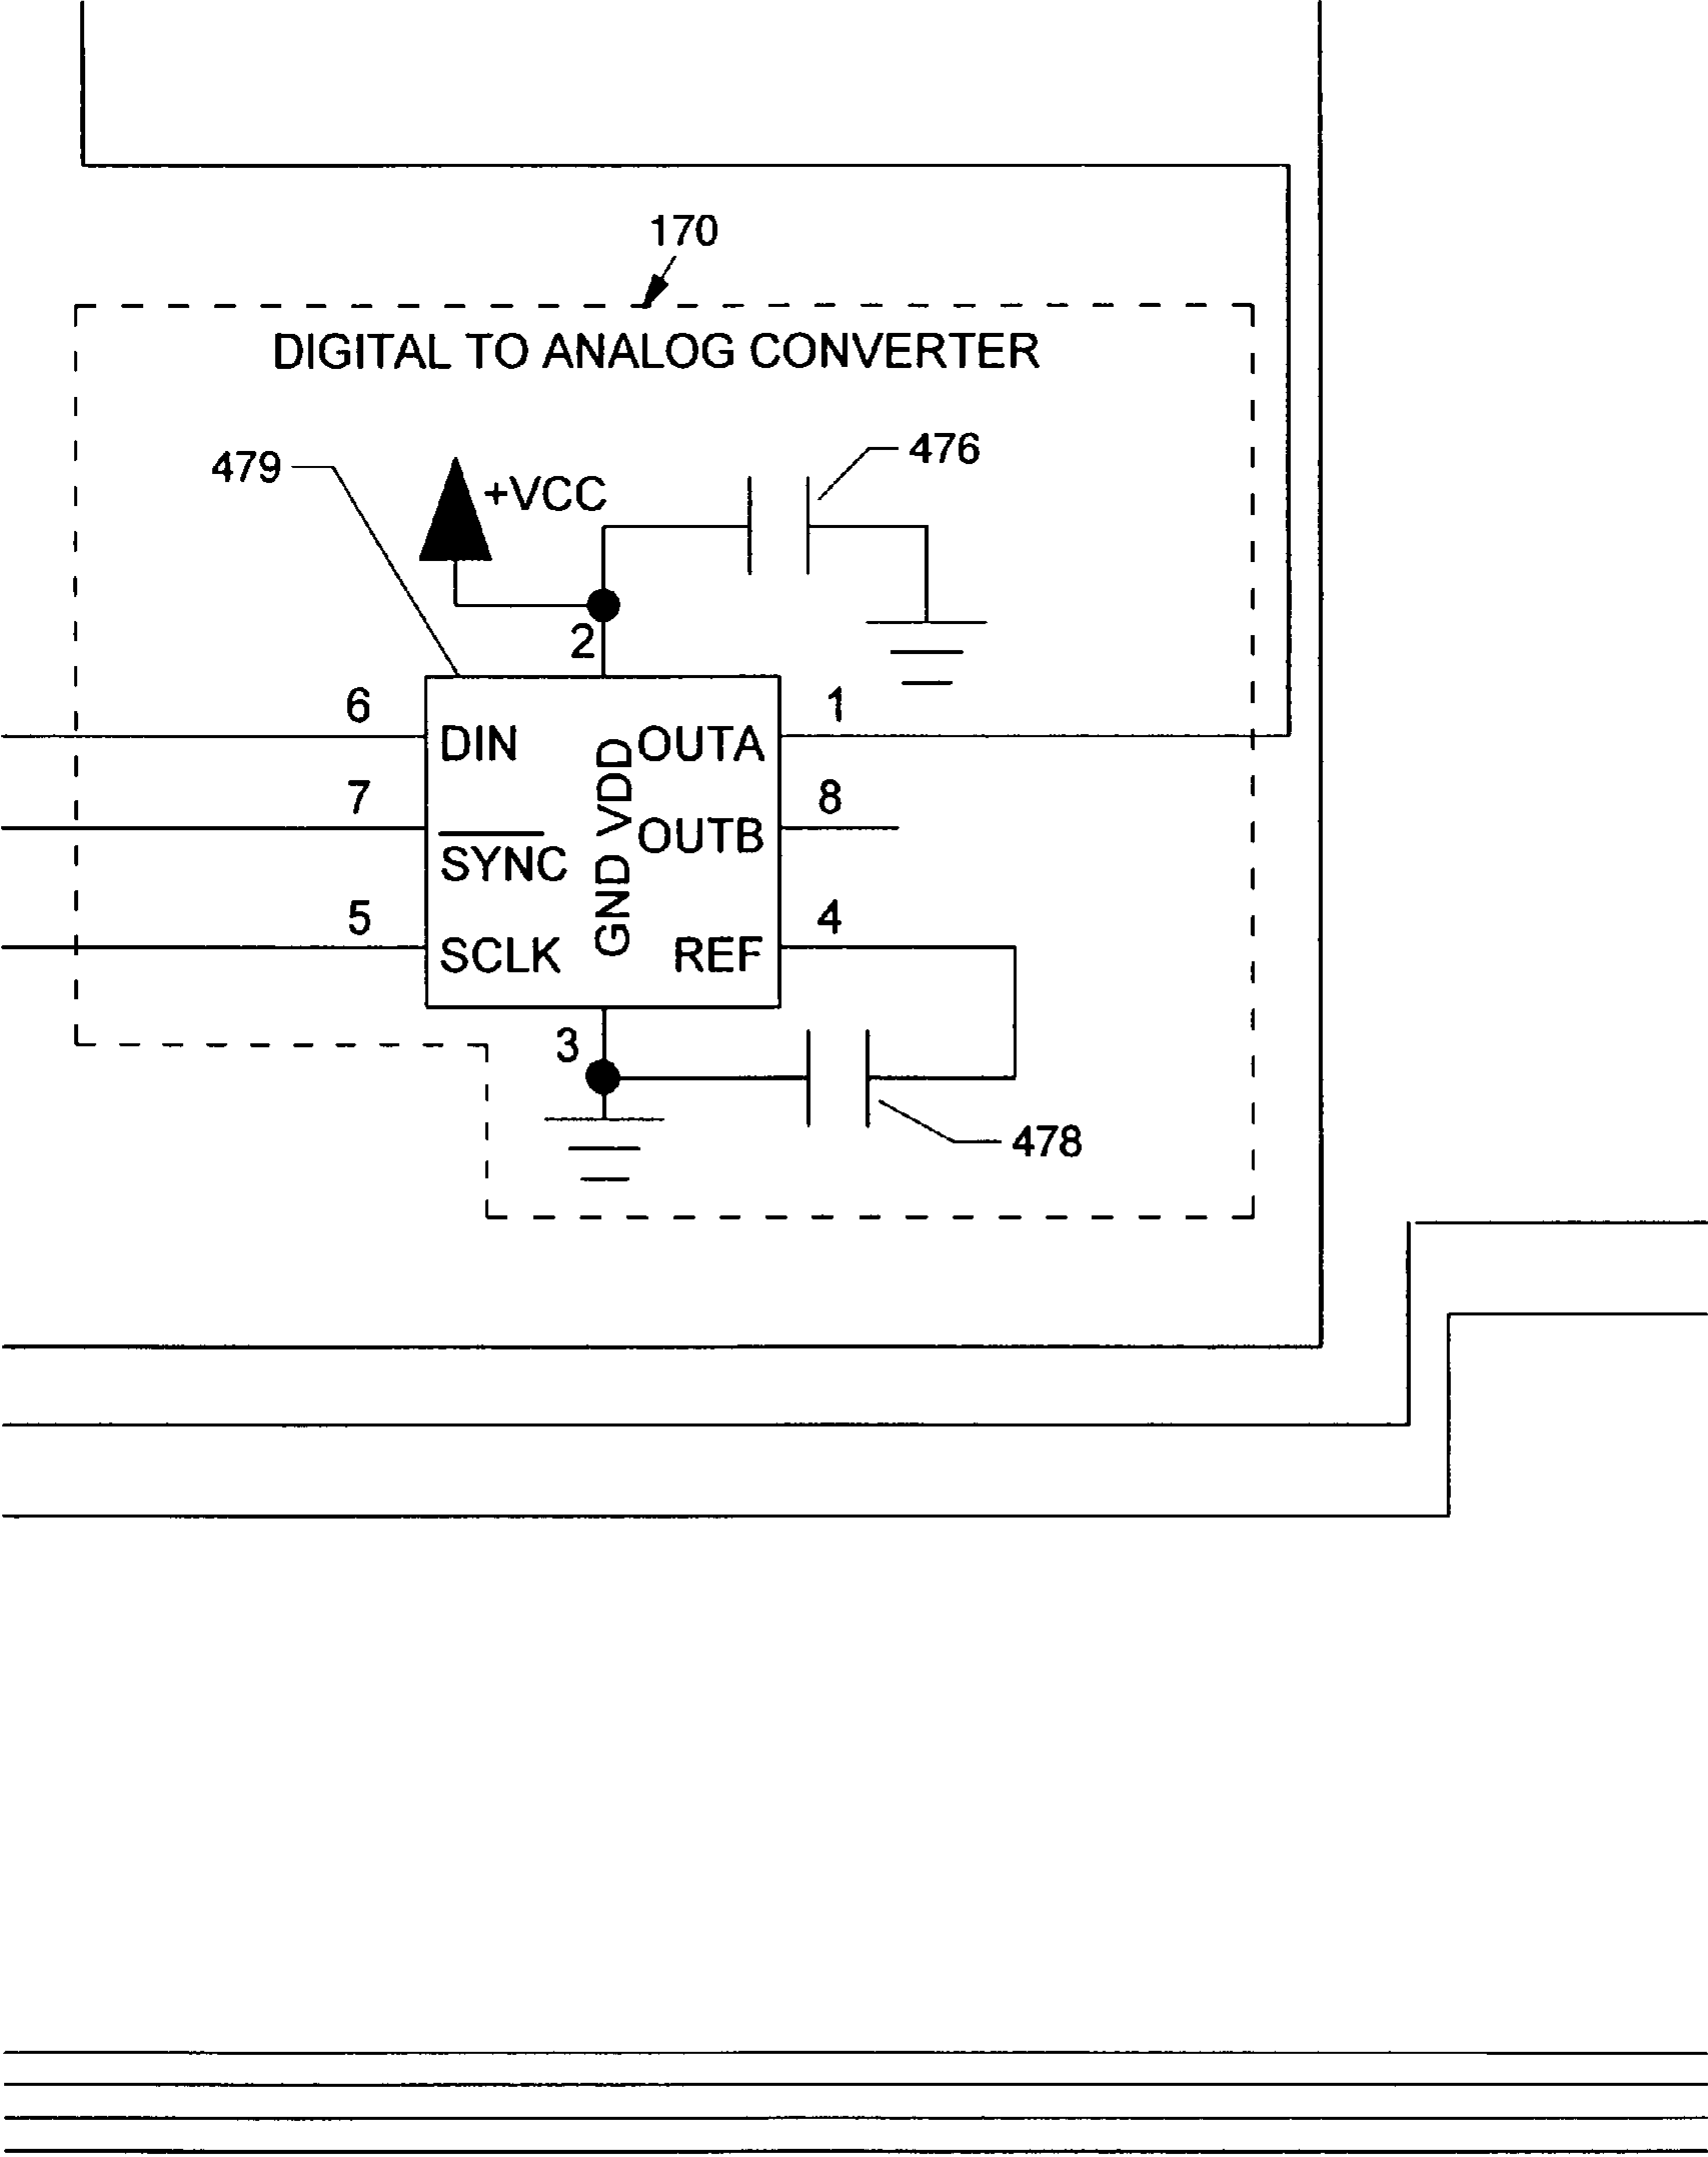 170
DIGITAL TO ANALOG CONVERTER
476
479
+VCC
2
6
1
DIN
OUTA
VDD
7
8
SYNC
OUTB
GND
5
4
SCLK
REF
3
478